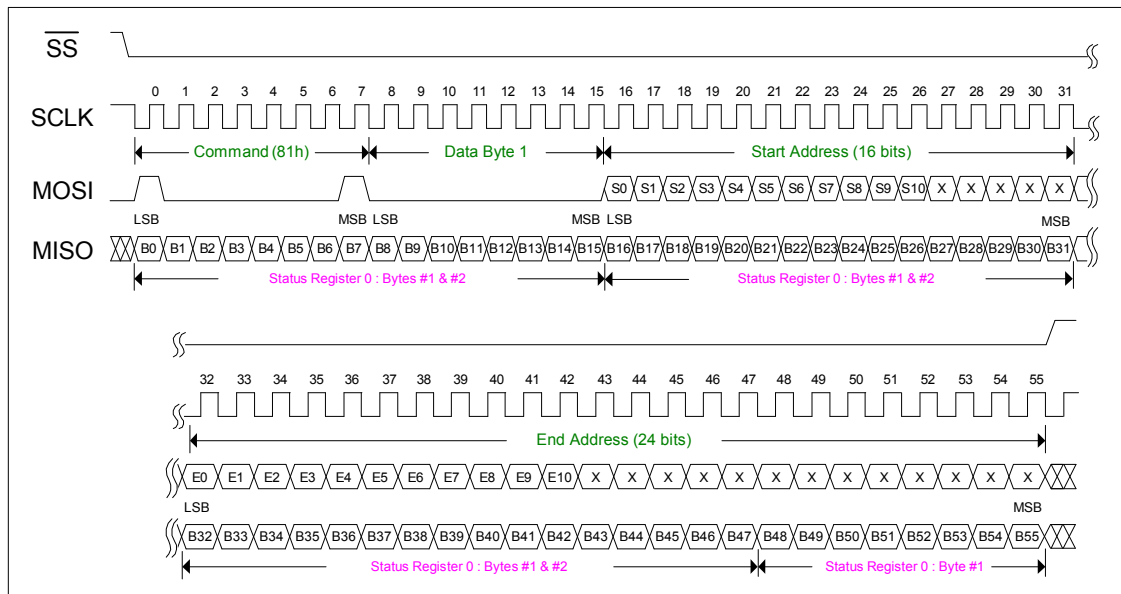 SS
0 1 2 3 4 5 6 7 8 9 10 11 12 13 14 15 16 17 18 19 20 21 22 23 24 25 26 27 28 29 30 31
SCLK
Command (81h) Data Byte 1 Start Address (16 bits)
MOSI S0 S1 S2 S3 S4 S5 S6 S7 S8 S9 S10 X X X X X
LSB MSB LSB MSB LSB MSB
MISO B0 B1 B2 B3 B4 B5 B6 B7 B8 B9 B10 B11 B12 B13 B14 B15 B16 B17 B18 B19 B20 B21 B22 B23 B24 B25 B26 B27 B28 B29 B30 B31
Status Register 0 : Bytes #1 & #2 Status Register 0 : Bytes #1 & #2
32 33 34 35 36 37 38 39 40 41 42 43 44 45 46 47 48 49 50 51 52 53 54 55
End Address (24 bits)
E0 E1 E2 E3 E4 E5 E6 E7 E8 E9 E10 X X X X X X X X X X X X X
LSB MSB
B32 B33 B34 B35 B36 B37 B38 B39 B40 B41 B42 B43 B44 B45 B46 B47 B48 B49 B50 B51 B52 B53 B54 B55
Status Register 0 : Bytes #1 & #2 Status Register 0 : Byte #1